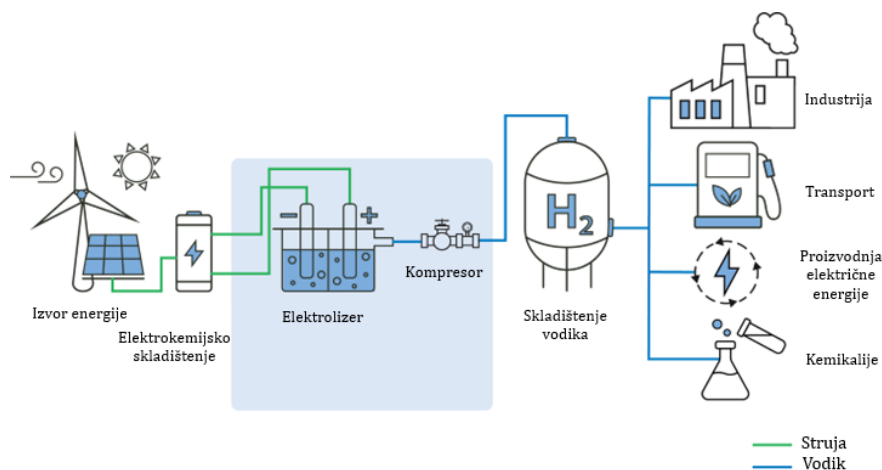 Izvor energije
Elektrokemijsko
skladištenje
−
+
Elektrolizer
Kompresor
H2
Skladištenje
vodika
Industrija
Transport
Proizvodnja
električne
energije
Kemikalije
Struja
Vodik